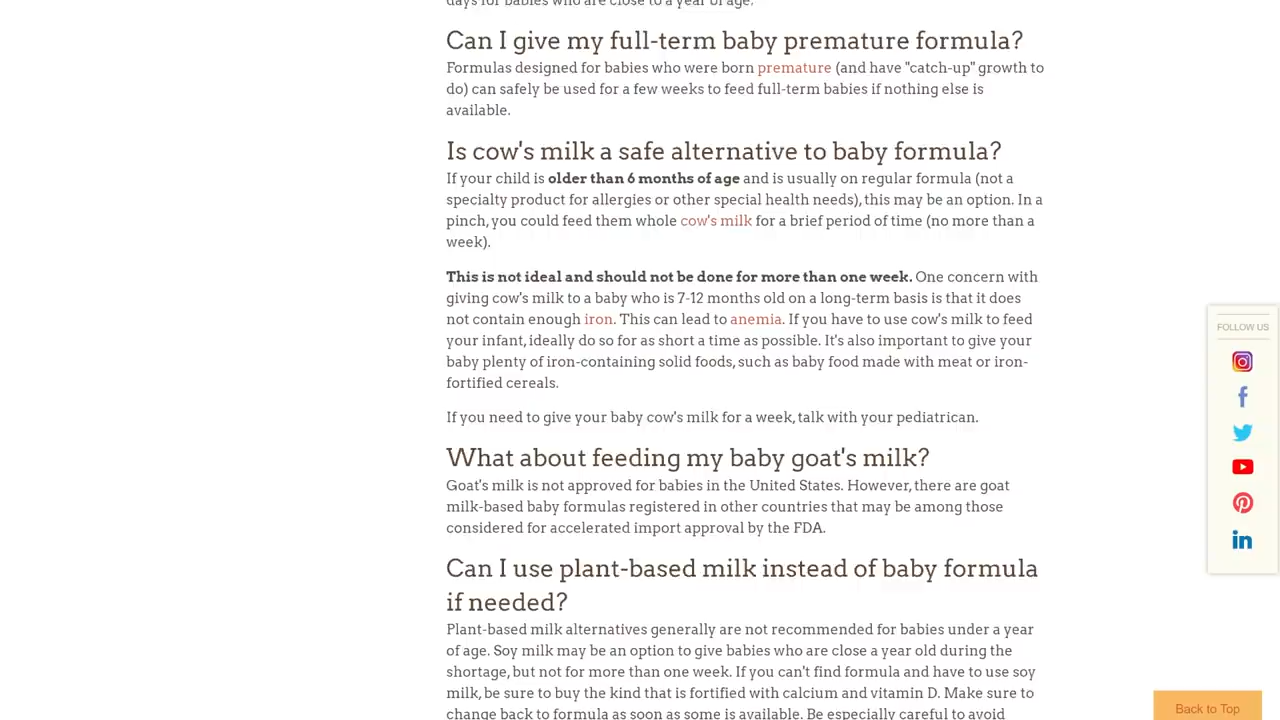 days for babies who are close to a year of age.
Can I give my full-term baby premature formula?
Formulas designed for babies who were born premature (and have "catch-up" growth to
do) can safely be used for a few weeks to feed full-term babies if nothing else is
available.
Is cow's milk a safe alternative to baby formula?
If your child is older than 6 months of age and is usually on regular formula (not a
specialty product for allergies or other special health needs), this may be an option. In a
pinch, you could feed them whole cow's milk for a brief period of time (no more than a
week).
This is not ideal and should not be done for more than one week. One concern with
giving cow's milk to a baby who is 7-12 months old on a long-term basis is that it does
not contain enough iron. This can lead to anemia. If you have to use cow's milk to feed
your infant, ideally do so for as short a time as possible. It's also important to give your
baby plenty of iron-containing solid foods, such as baby food made with meat or iron-
fortified cereals.
If you need to give your baby cow's milk for a week, talk with your pediatrican.
What about feeding my baby goat's milk?
Goat's milk is not approved for babies in the United States. However, there are goat
milk-based baby formulas registered in other countries that may be among those
considered for accelerated import approval by the FDA.
Can I use plant-based milk instead of baby formula
if needed?
Plant-based milk alternatives generally are not recommended for babies under a year
of age. Soy milk may be an option to give babies who are close a year old during the
shortage, but not for more than one week. If you can't find formula and have to use soy
milk, be sure to buy the kind that is fortified with calcium and vitamin D. Make sure to
change back to formula as soon as some is available. Be especially careful to avoid
FOLLOW US
Back to Top